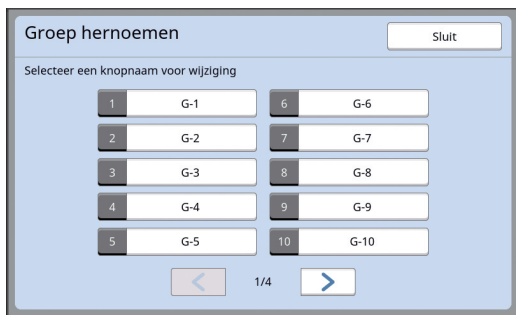 Groep hernoemen
Sluit
Selecteer een knopnaam voor wijziging
1 G-1
6 G-6
2 G-2
7 G-7
3 G-3
8 G-8
4 G-4
9 G-9
5 G-5
10 G-10
1/4